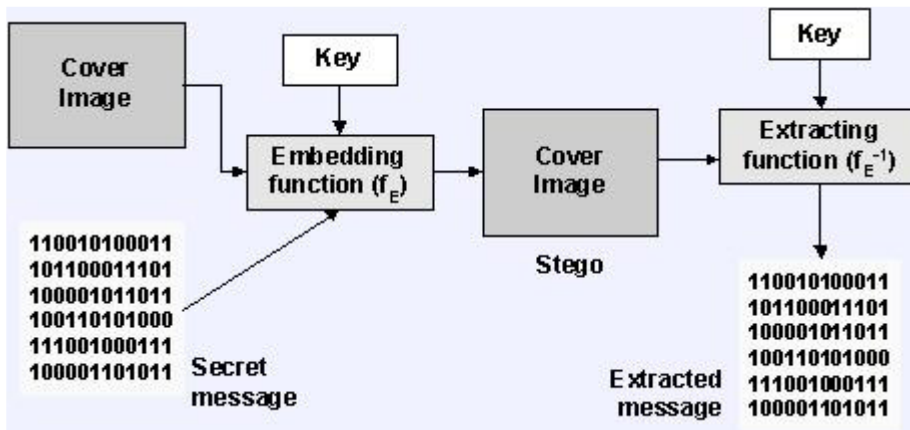 Cover
Image
Key
Embedding
function (fE)
Cover
Image
Stego
Key
Extracting
function (fE-1)
110010100011
101100011101
100001011011
100110101000
111001000111
100001101011
Secret
message
110010100011
101100011101
100001011011
100110101000
111001000111
100001101011
Extracted
message